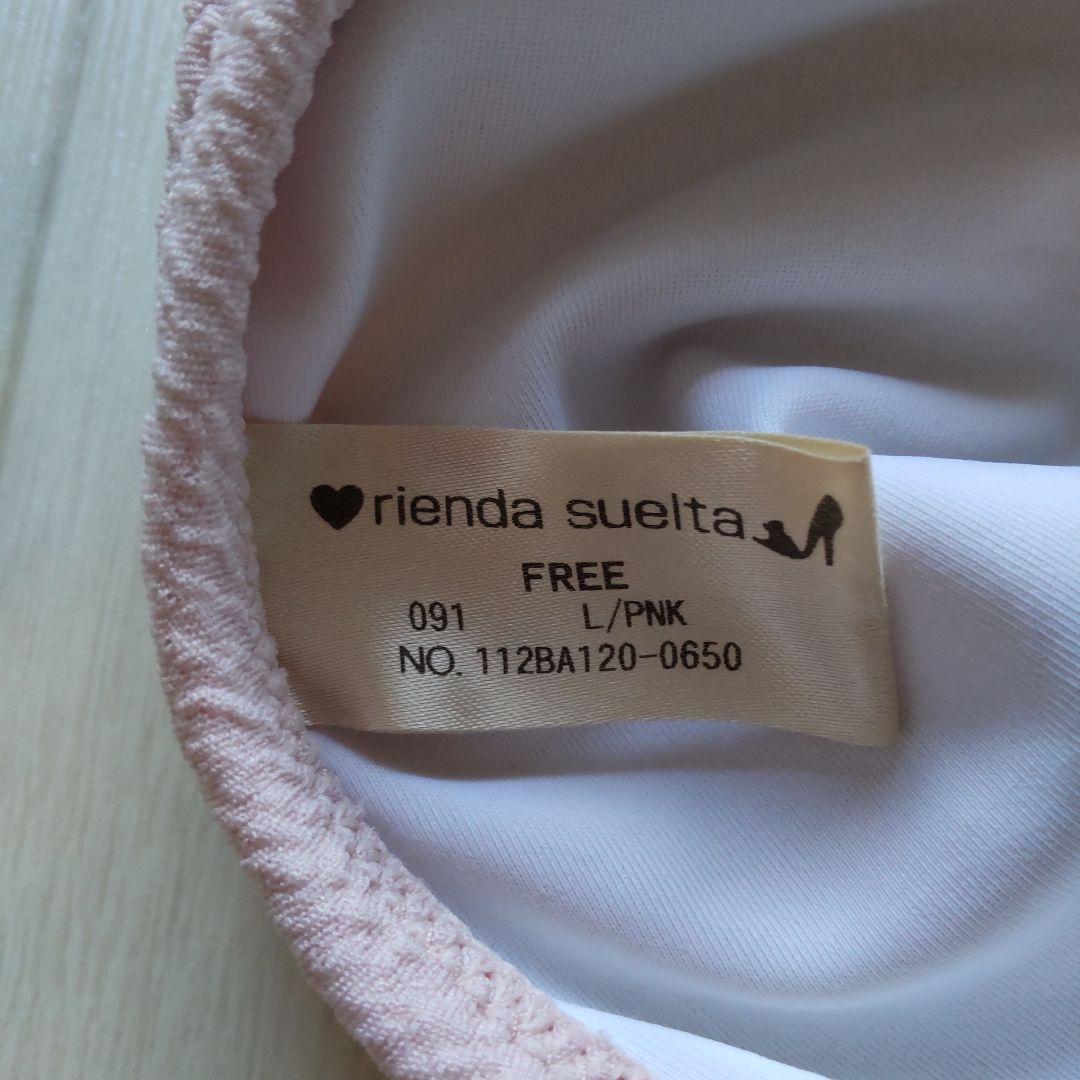 rienda suelta
FREE
091 L/PNK
NO. 112BA120-0650